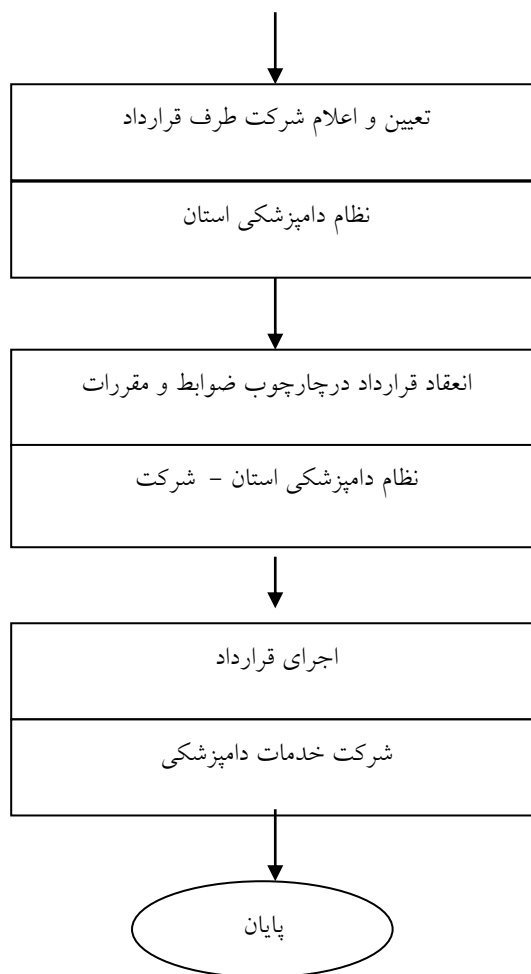 تعیین و اعلام شرکت طرف قرارداد
نظام دامپزشکی استان
انعقاد قرارداد درچارچوب ضوابط و مقررات
نظام دامپزشکی استان - شرکت
اجرای قرارداد
شرکت خدمات دامپزشکی
پایان